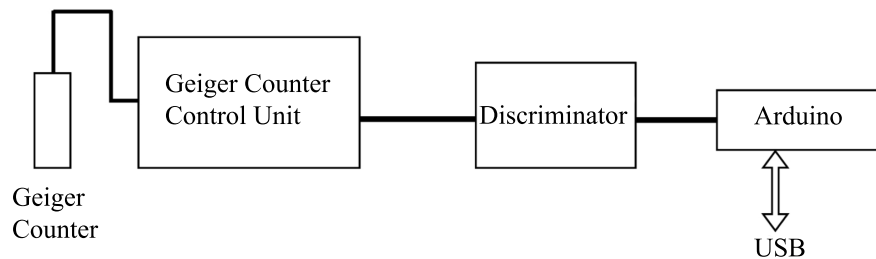 Geiger Counter
Control Unit
Discriminator
Arduino
Geiger
Counter
USB